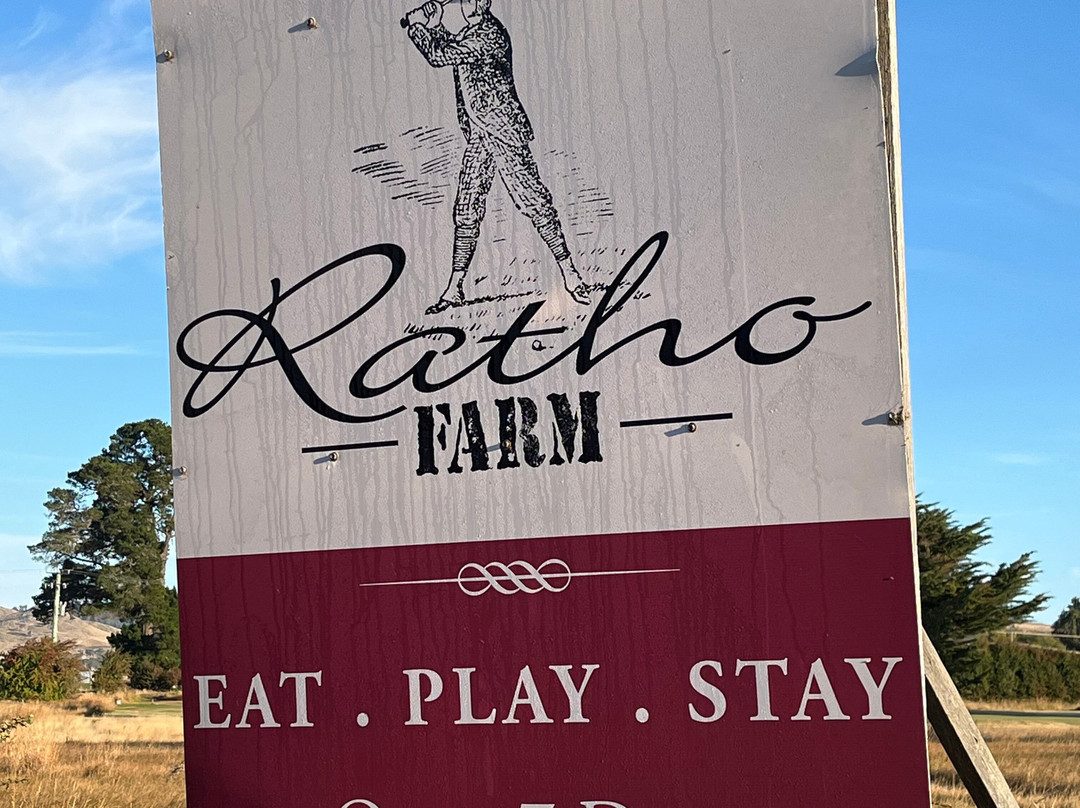 Ratho
FARM
EAT . PLAY . STAY